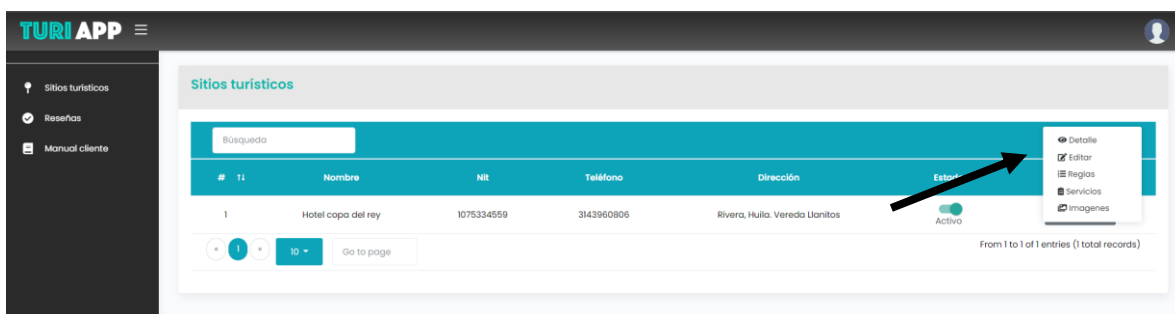 TURI APP
Sitios turisticos
Reseñas
Manual cliente
Sitios turísticos
Búsqueda
Detalle
Editar
Reglas
Servicios
Imagenes
# Nombre Nit Teléfono Dirección
1 Hotel copa del rey 1075334559 3143960806 Rivera, Huila. Vereda Llanitos Activo
« 1 » 10 Go to page
From 1 to 1 of 1 entries (1 total records)